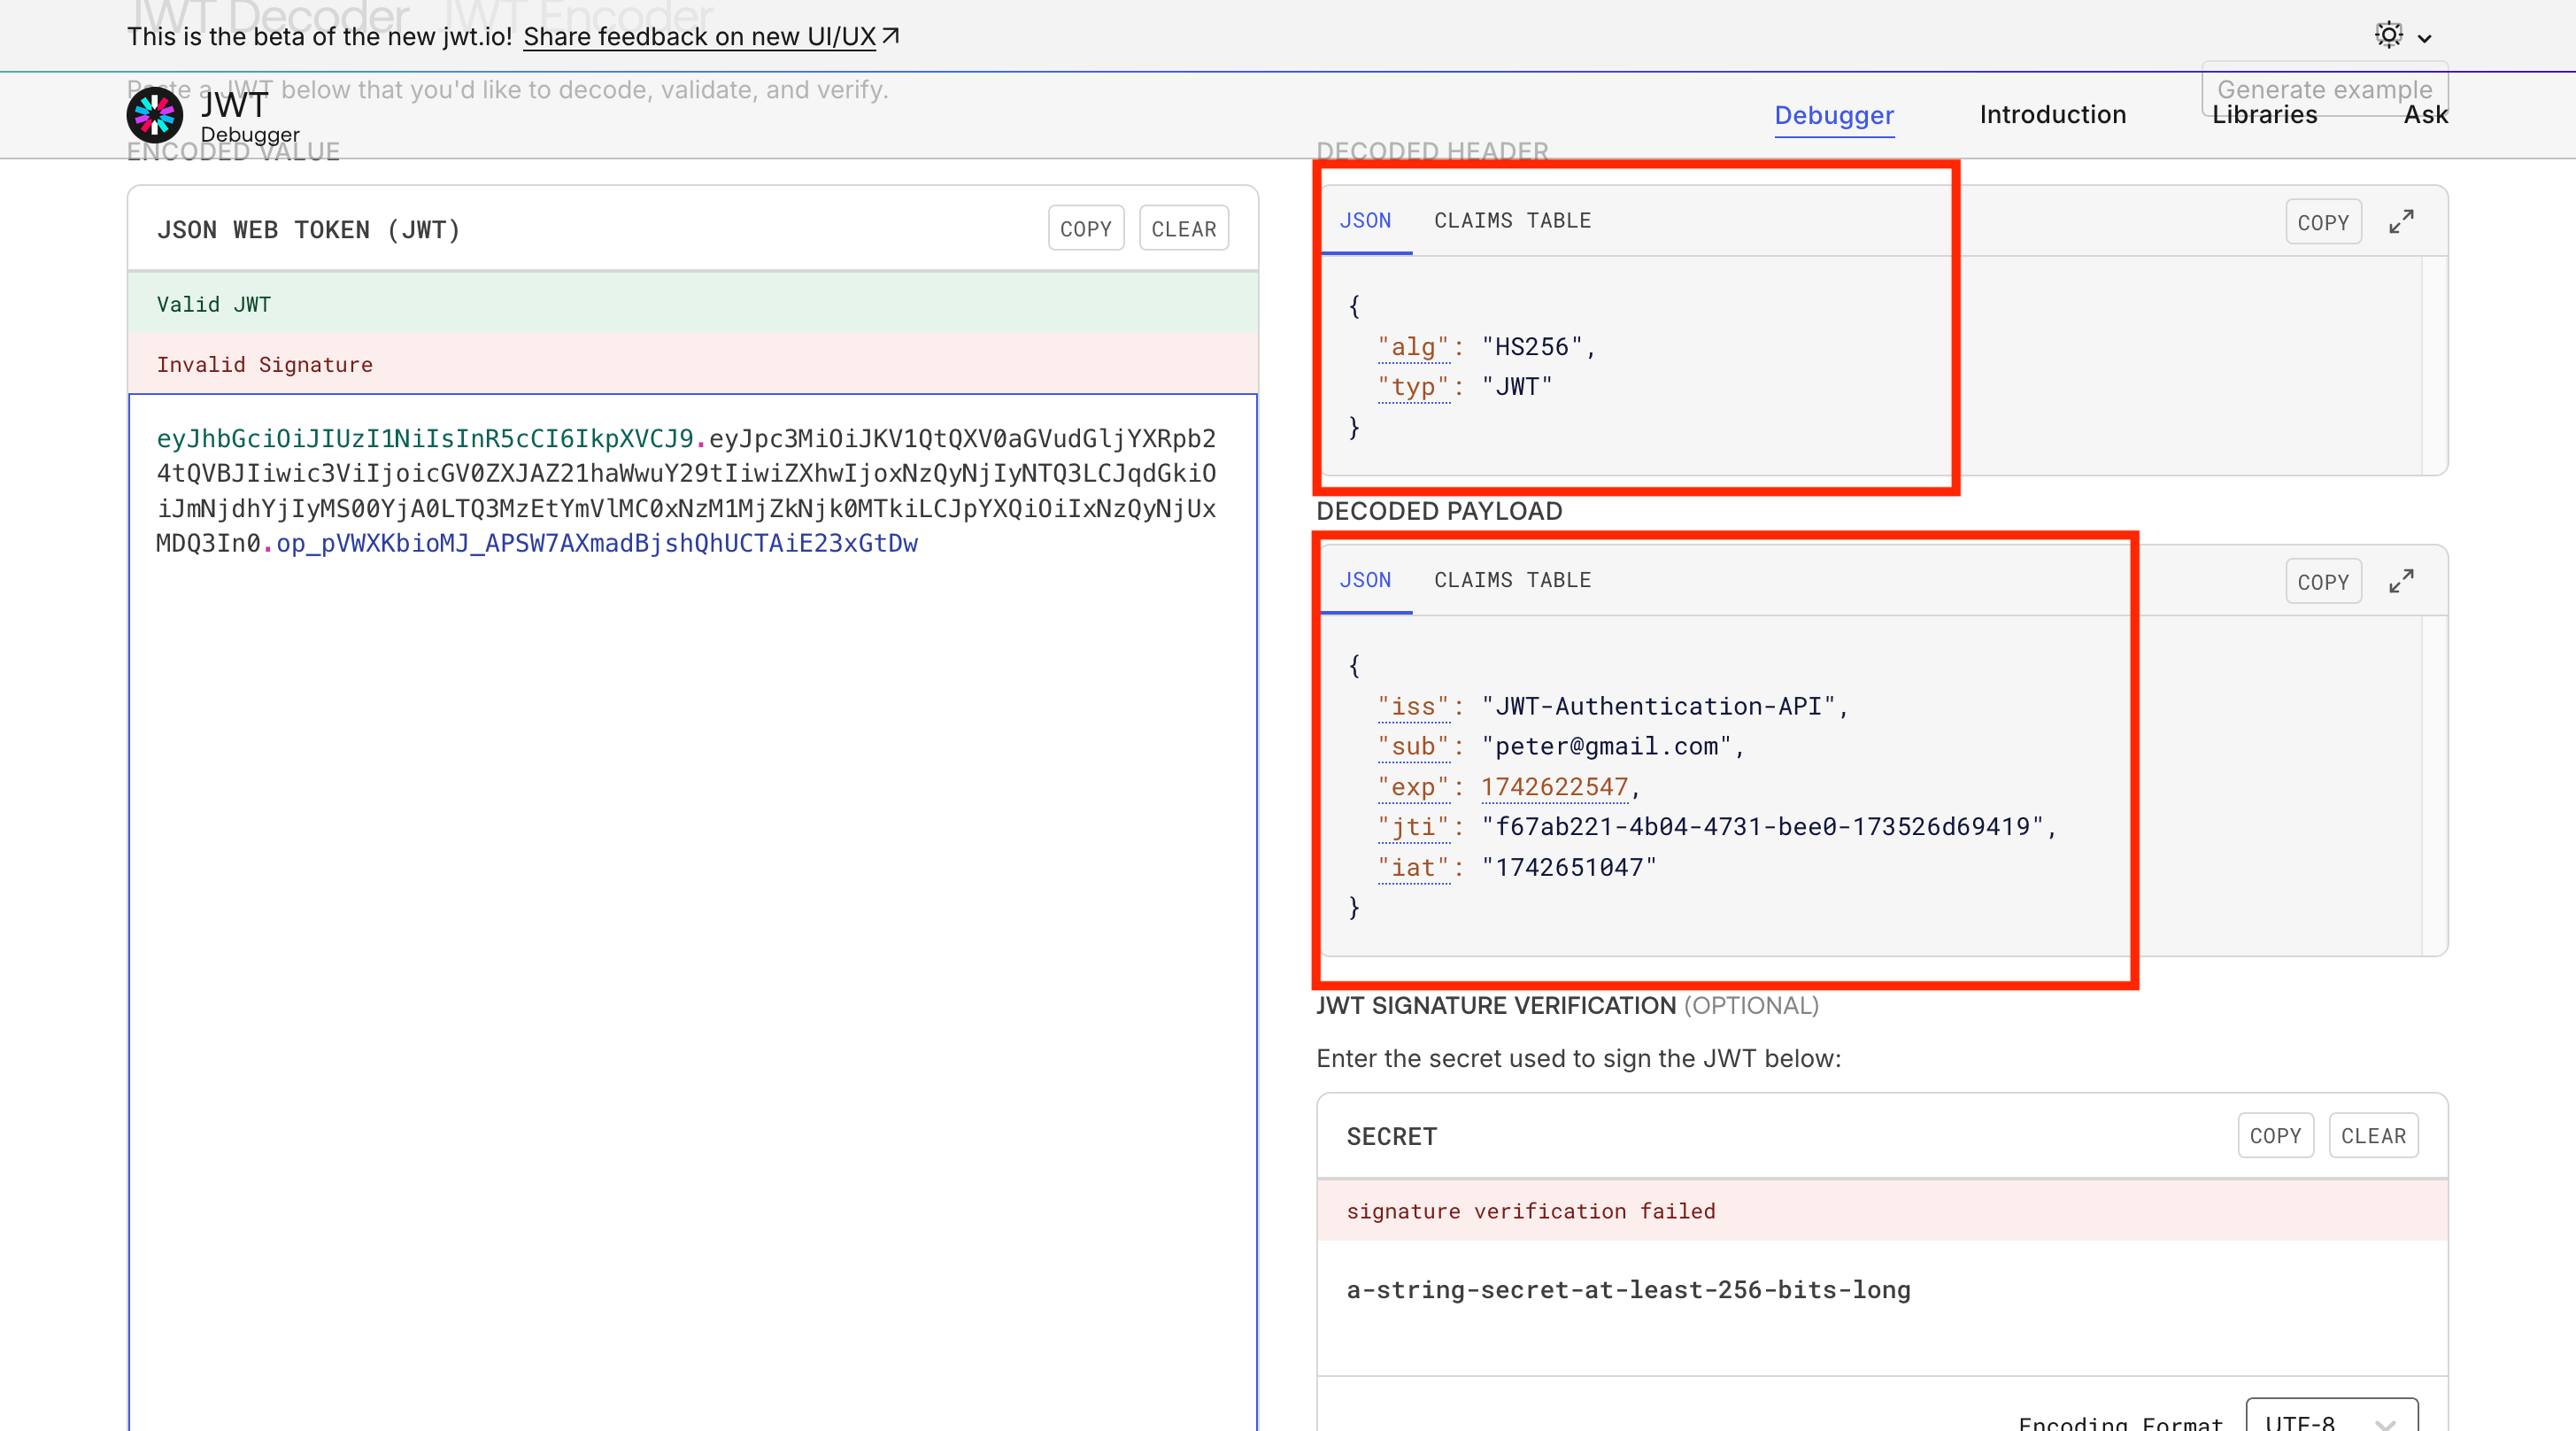 JWT Decoder JWT Encoder
This is the beta of the new jwt.io! Share feedback on new UI/UX
Paste a JWT below that you'd like to decode, validate, and verify.
Generate example
JWT
Debugger
Debugger
Introduction
Libraries
Ask
ENCODED VALUE
JSON WEB TOKEN (JWT)
COPY
CLEAR
Valid JWT
Invalid Signature
eyJhbGciOiJIUzI1NiIsInR5cCI6IkpXVCJ9.eyJpc3MiOiJKV1QtQXV0aGVudGljYXRpb2
4tQVBJIiwic3ViIjoicGV0ZXJAZ21haWwuY29tIiwiZXhwIjoxNzQyNjIyNTQ3LCJqdGkiO
iJmNjdhYjIyMS00YjA0LTQ3MzEtYmVlMC0xNzM1MjZkNjk0MTkiLCJpYXQiOiIxNzQyNjUx
MDQ3In0.op_pVWXKbioMJ_APSW7AXmadBjshQhUCTAiE23xGtDw
DECODED HEADER
JSON
CLAIMS TABLE
COPY
{
"alg": "HS256",
"typ": "JWT"
}
DECODED PAYLOAD
JSON
CLAIMS TABLE
COPY
{
"iss": "JWT-Authentication-API",
"sub": "peter@gmail.com",
"exp": 1742622547,
"jti": "f67ab221-4b04-4731-bee0-173526d69419",
"iat": "1742651047"
}
JWT SIGNATURE VERIFICATION (OPTIONAL)
Enter the secret used to sign the JWT below:
SECRET
COPY
CLEAR
signature verification failed
a-string-secret-at-least-256-bits-long
Encoding Format
UTF-8